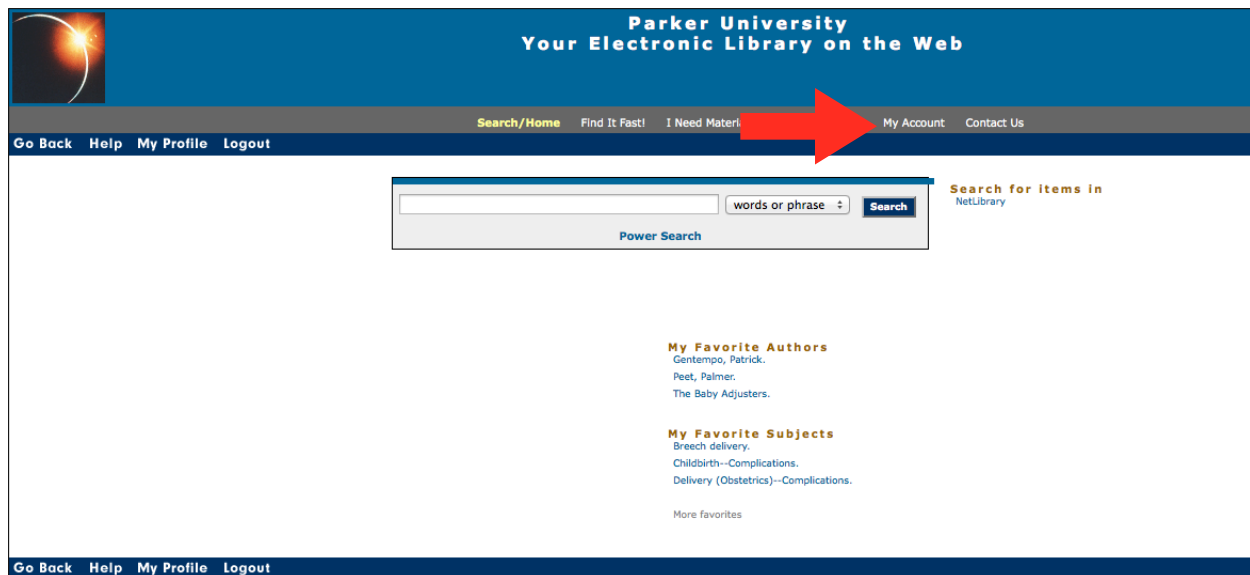 Parker University
Your Electronic Library on the Web
Search/Home Find It Fast! I Need My Account Contact Us
Go Back Help My Profile Logout
words or phrase Search
Power Search
Search for items in
NetLibrary
My Favorite Authors
Gentempo, Patrick.
Peet, Palmer.
The Baby Adjusters.
My Favorite Subjects
Breech delivery.
Childbirth--Complications.
Delivery (Obstetrics)--Complications.
More favorites
Go Back Help My Profile Logout